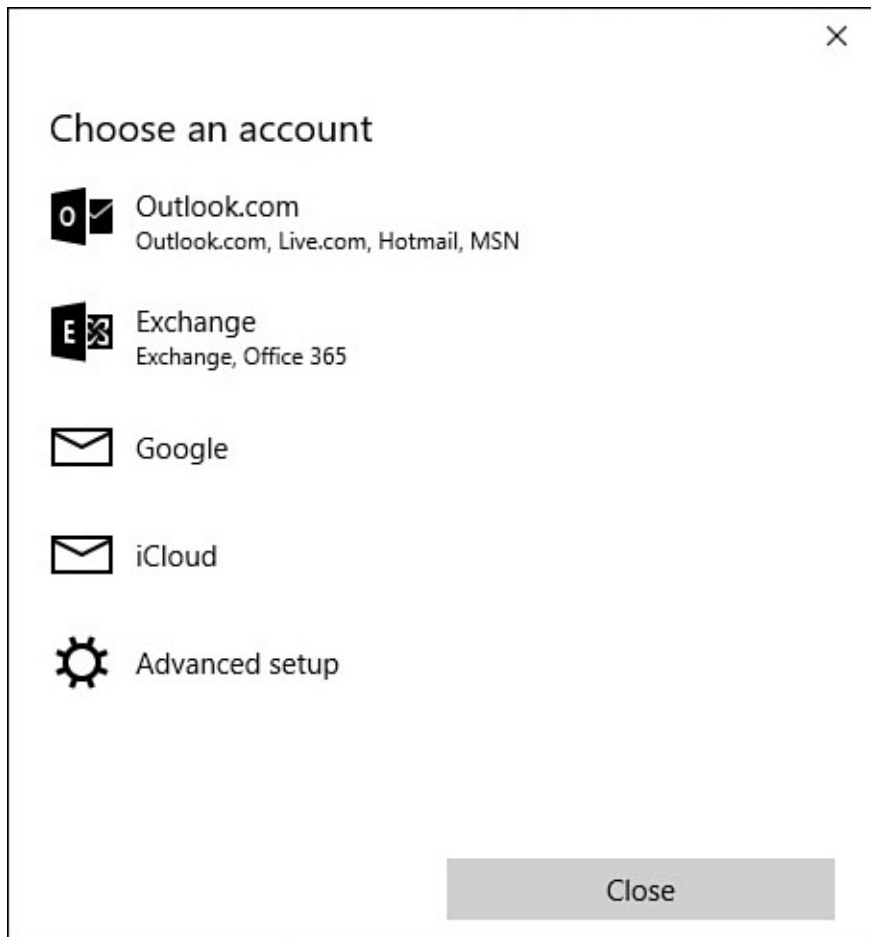 Choose an account
O
Outlook.com
Outlook.com, Live.com, Hotmail, MSN
E
Exchange
Exchange, Office 365
Google
iCloud
Advanced setup
Close